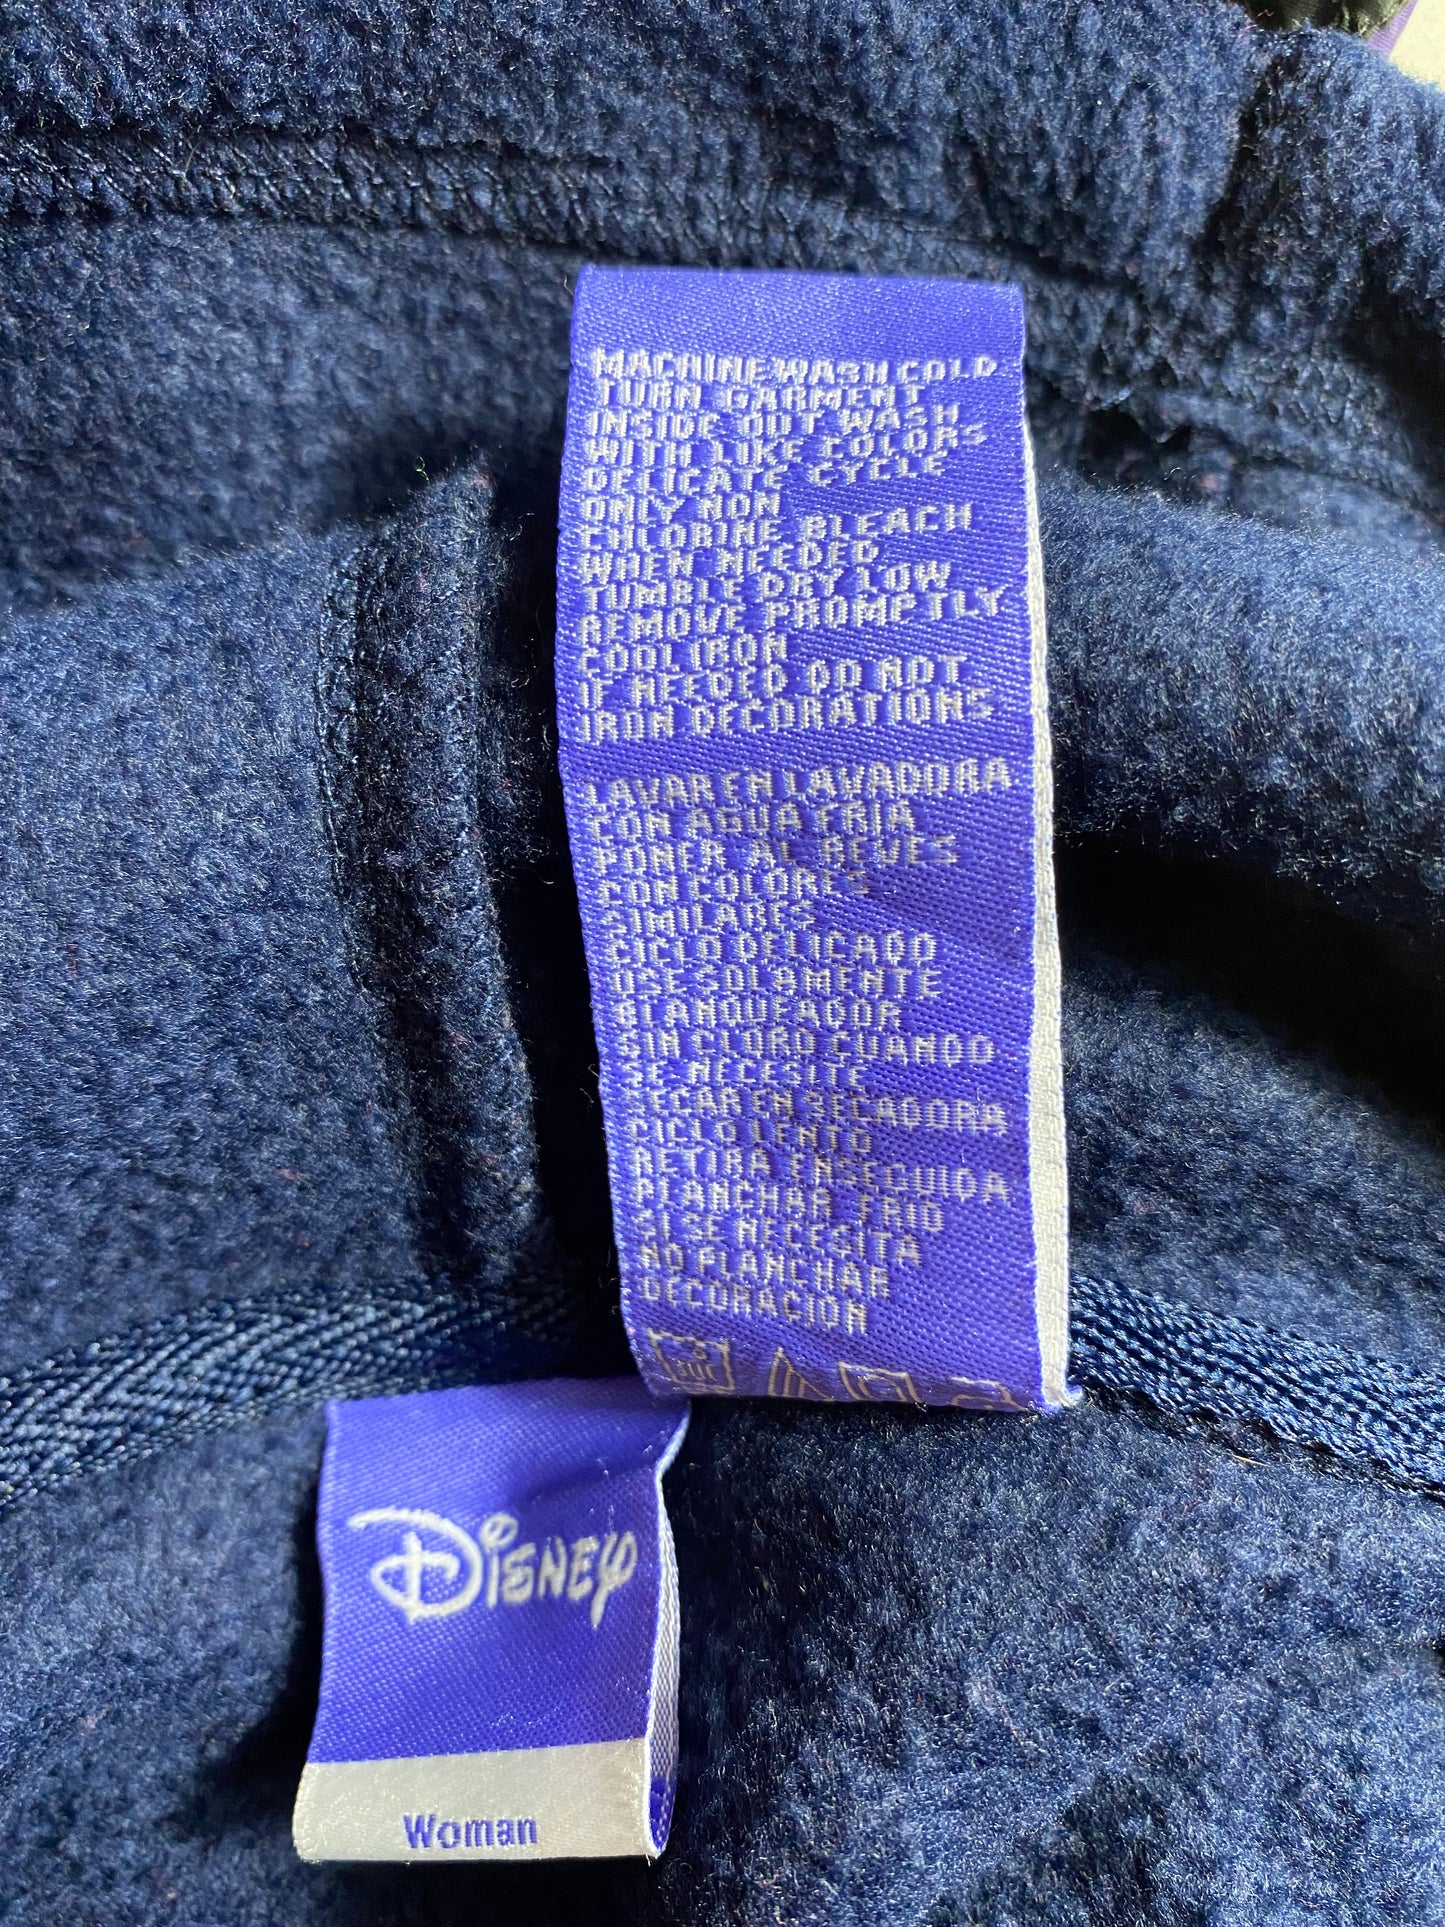 MACHINE WASH COLD
TURN GARMENT
INSIDE OUT WASH
WITH LIKE COLORS
DELICATE CYCLE
ONLY NON
CHLORINE BLEACH
WHEN NEEDED
TUMBLE DRY LOW
REMOVE PROMPTLY
COOL IRON
IF NEEDED DO NOT
IRON DECORATIONS
LAVAR EN LAVADORA
CON AGUA FRIA
PONER AL REVES
CON COLORES
SIMILARES
CICLO DELICADO
USE SOLAMENTE
BLANQUEADOR
SIN CLORO CUANDO
SE NECESITE
SECAR EN SECADORA
CICLO LENTO
RETIRA ENSEGUIDA
PLANCHAR FRIO
SI SE NECESITA
NO PLANCHAR
DECORACION
Disney
Woman